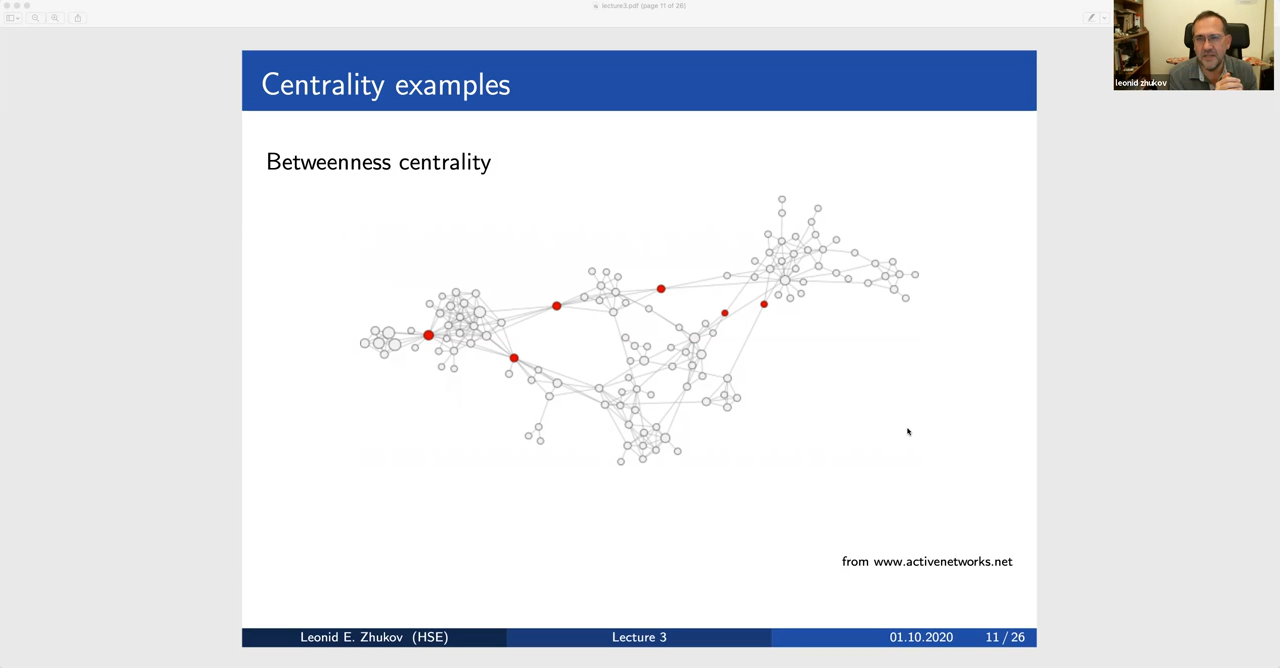 lecture3.pdf (page 11 of 26)
leonid zhukov
Centrality examples
Betweenness centrality
from www.activenetworks.net
Leonid E. Zhukov (HSE) Lecture 3 01.10.2020 11 / 26